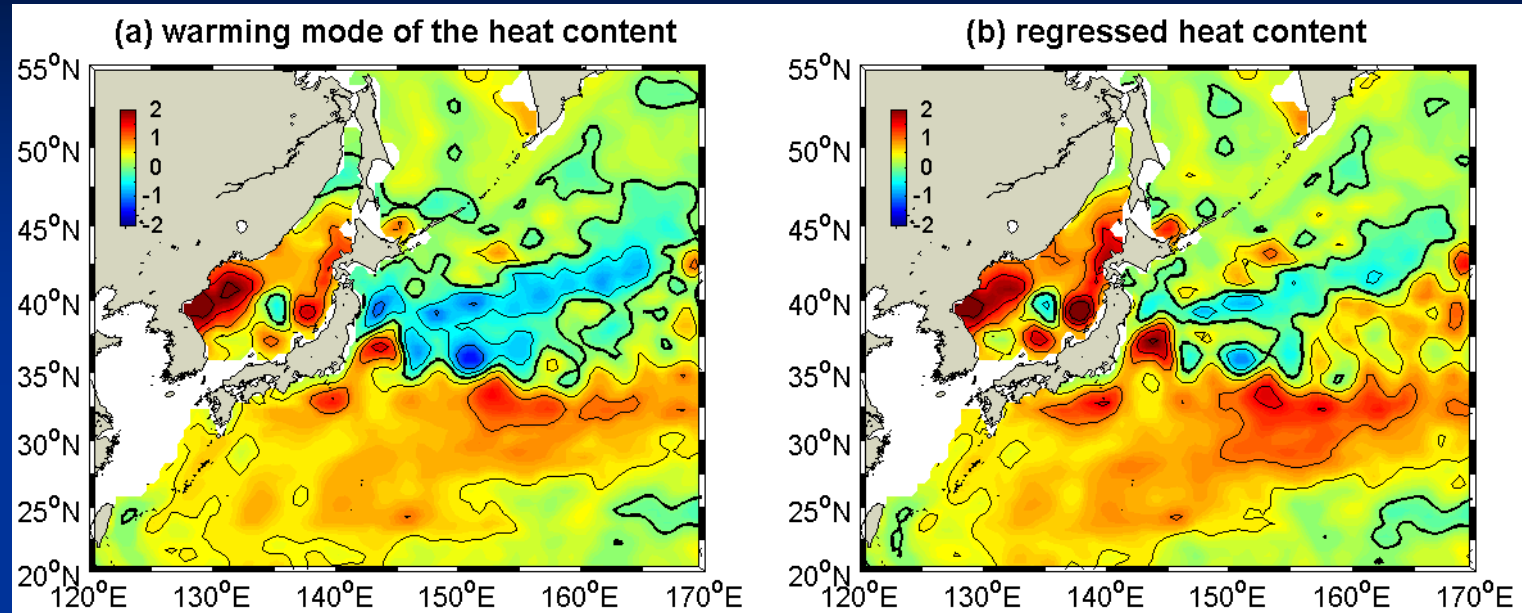 (a) warming mode of the heat content
55°N
50°N
45°N
40°N
35°N
30°N
25°N
20°N
2
1
0
-1
-2
120°E 130°E 140°E 150°E 160°E 170°E
(b) regressed heat content
55°N
50°N
45°N
40°N
35°N
30°N
25°N
20°N
2
1
0
-1
-2
120°E 130°E 140°E 150°E 160°E 170°E